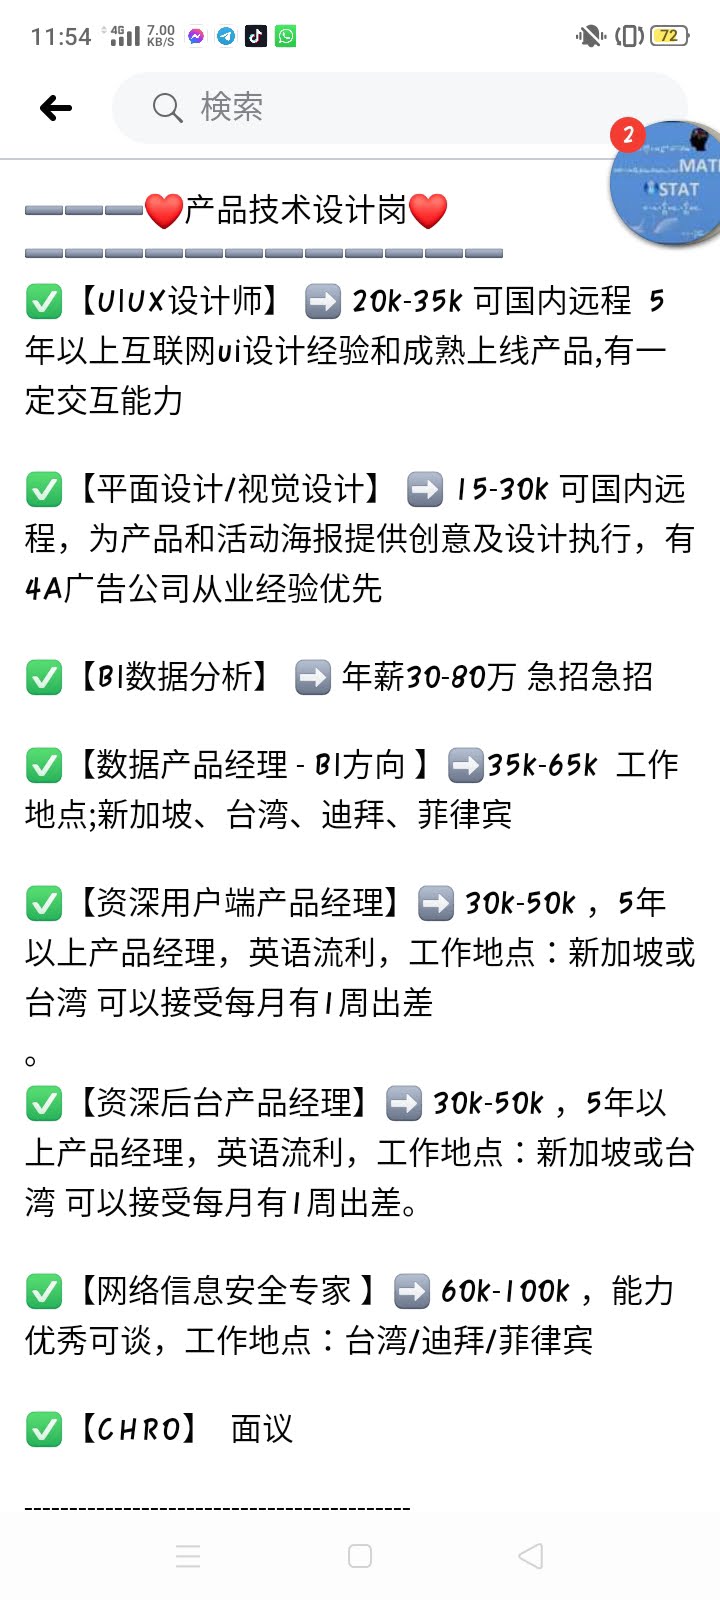 11:54 4G 7.00 KB/S 72
検索
2
MATH
STAT
➖➖➖❤️产品技术设计岗❤️
➖➖➖➖➖➖➖➖➖➖➖➖
✅【UIUX设计师】 ➡️ 20k-35k 可国内远程 5
年以上互联网ui设计经验和成熟上线产品,有一
定交互能力
✅【平面设计/视觉设计】 ➡️ 15-30k 可国内远
程，为产品和活动海报提供创意及设计执行，有
4A广告公司从业经验优先
✅【BI数据分析】 ➡️ 年薪30-80万 急招急招
✅【数据产品经理 - BI方向 】➡️35k-65k 工作
地点;新加坡、台湾、迪拜、菲律宾
✅【资深用户端产品经理】➡️ 30k-50k ，5年
以上产品经理，英语流利，工作地点：新加坡或
台湾 可以接受每月有1周出差
。
✅【资深后台产品经理】➡️ 30k-50k ，5年以
上产品经理，英语流利，工作地点：新加坡或台
湾 可以接受每月有1周出差。
✅【网络信息安全专家 】➡️ 60k-100k ，能力
优秀可谈，工作地点：台湾/迪拜/菲律宾
✅【CHRO】 面议
-------------------------------------------